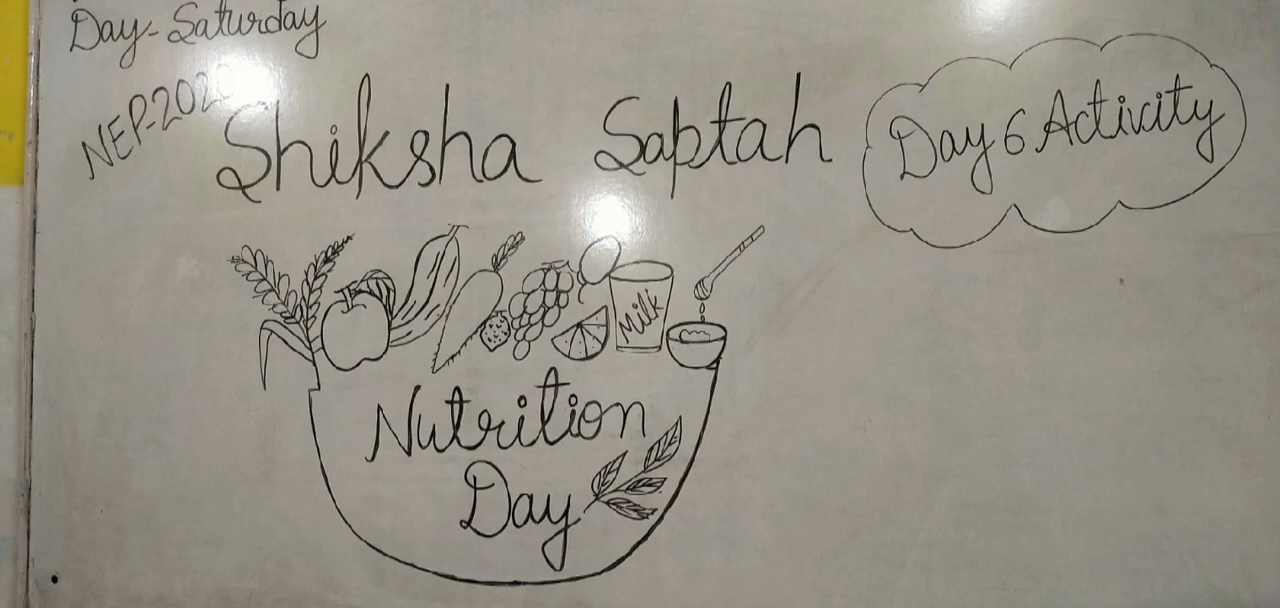 Day- Saturday
NEP-202
Shiksha Saptah
Day 6 Activity
Milk
Nutrition
Day